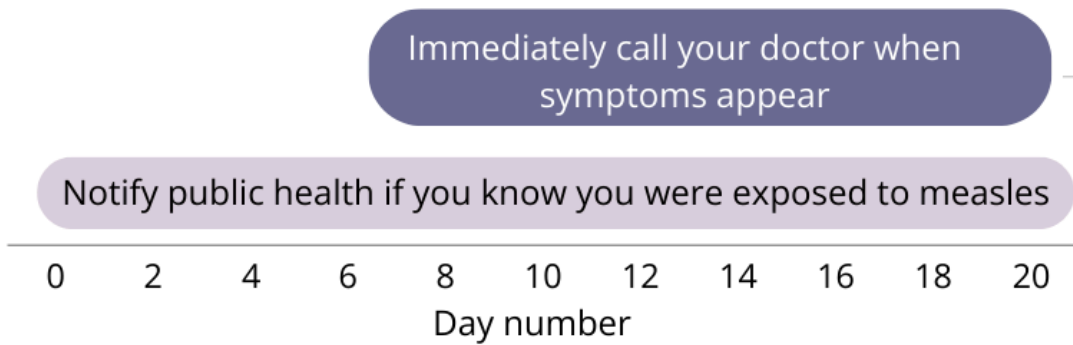 Immediately call your doctor when
symptoms appear
Notify public health if you know you were exposed to measles
0 2 4 6 8 10 12 14 16 18 20
Day number